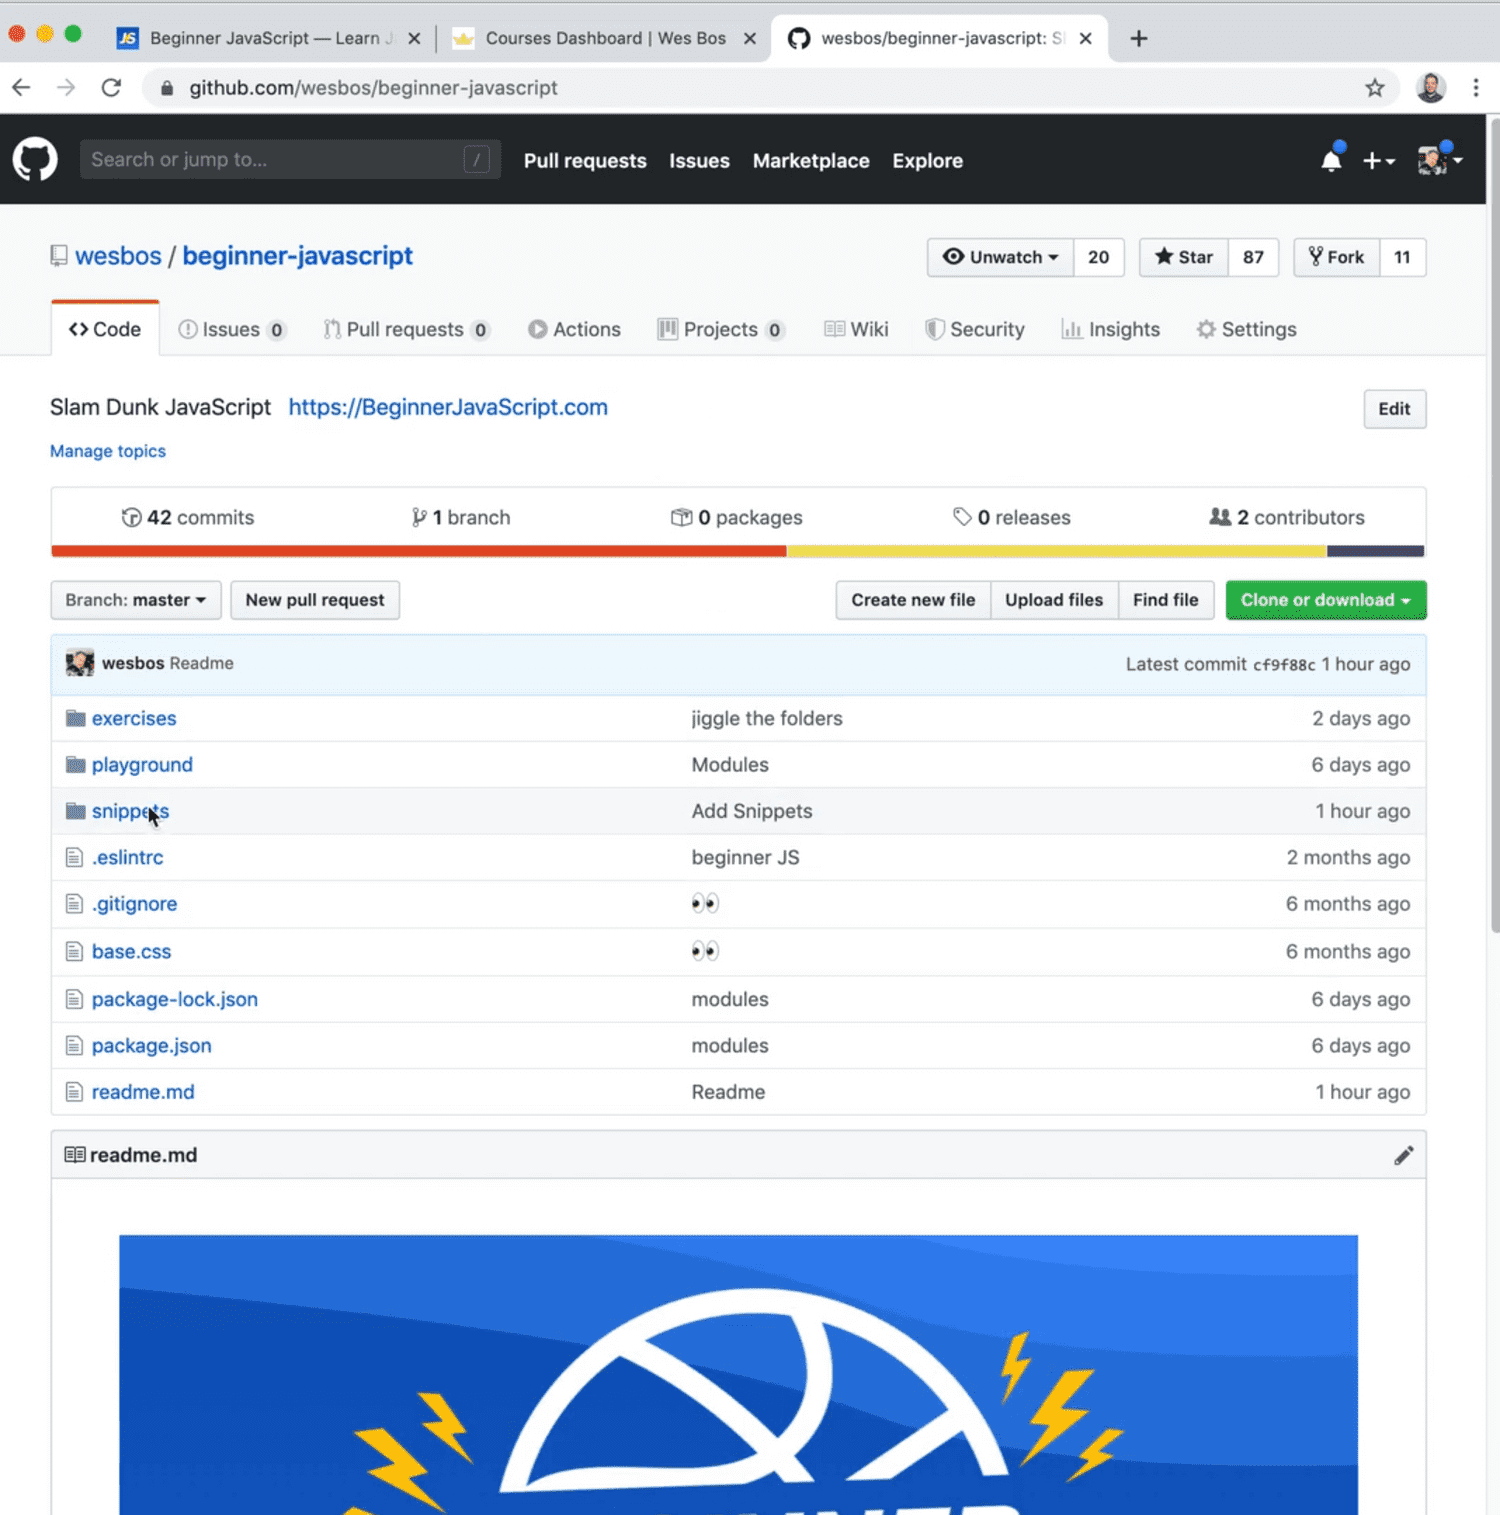 JS Beginner JavaScript — Learn J
Courses Dashboard | Wes Bos
wesbos/beginner-javascript: Sl
github.com/wesbos/beginner-javascript
Search or jump to... /
Pull requests Issues Marketplace Explore
wesbos / beginner-javascript
Unwatch 20 Star 87 Fork 11
Code Issues 0 Pull requests 0 Actions Projects 0 Wiki Security Insights Settings
Slam Dunk JavaScript https://BeginnerJavaScript.com Edit
Manage topics
42 commits 1 branch 0 packages 0 releases 2 contributors
Branch: master New pull request Create new file Upload files Find file Clone or download
wesbos Readme Latest commit cf9f88c 1 hour ago
exercises jiggle the folders 2 days ago
playground Modules 6 days ago
snippets Add Snippets 1 hour ago
.eslintrc beginner JS 2 months ago
.gitignore 👀 6 months ago
base.css 👀 6 months ago
package-lock.json modules 6 days ago
package.json modules 6 days ago
readme.md Readme 1 hour ago
readme.md